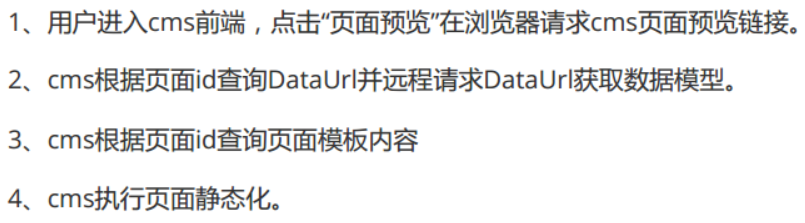 1、用户进入cms前端，点击“页面预览”在浏览器请求cms页面预览链接。
2、cms根据页面id查询DataUrl并远程请求DataUrl获取数据模型。
3、cms根据页面id查询页面模板内容
4、cms执行页面静态化。